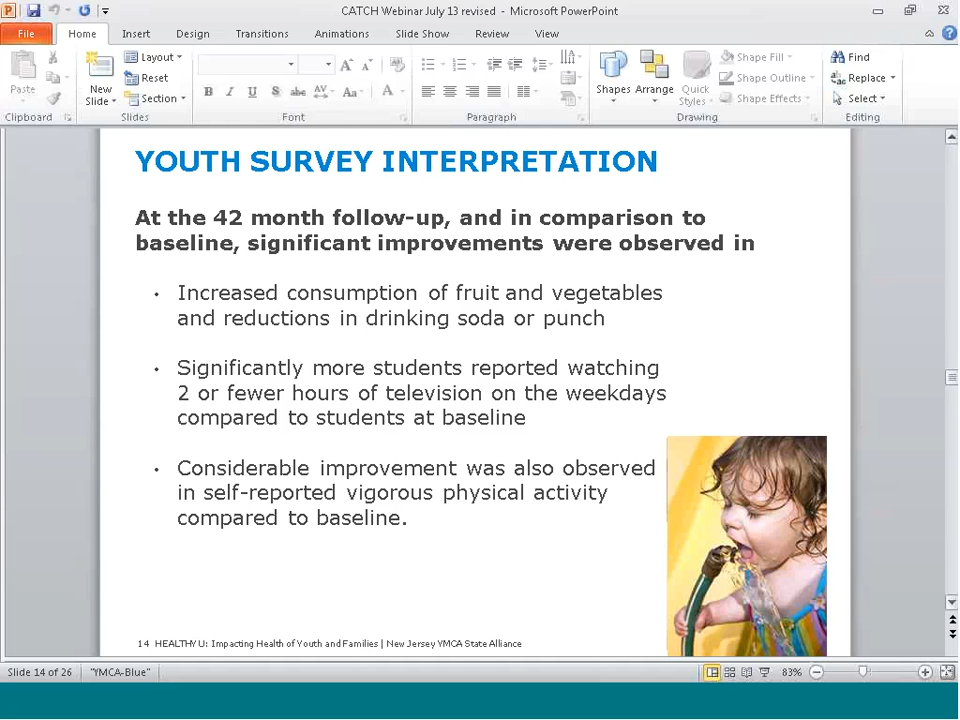 CATCH Webinar July 13 revised - Microsoft PowerPoint
File Home Insert Design Transitions Animations Slide Show Review View
Paste
New
Slide
Layout
Reset
Section
B I U S abc AV Aa A
Shapes Arrange Quick
Styles
Shape Fill
Shape Outline
Shape Effects
Find
Replace
Select
Clipboard Slides Font Paragraph Drawing Editing
YOUTH SURVEY INTERPRETATION
At the 42 month follow-up, and in comparison to
baseline, significant improvements were observed in
• Increased consumption of fruit and vegetables
and reductions in drinking soda or punch
• Significantly more students reported watching
2 or fewer hours of television on the weekdays
compared to students at baseline
• Considerable improvement was also observed
in self-reported vigorous physical activity
compared to baseline.
14 HEALTHY U: Impacting Health of Youth and Families | New Jersey YMCA State Alliance
Slide 14 of 26 "YMCA-Blue" 83%